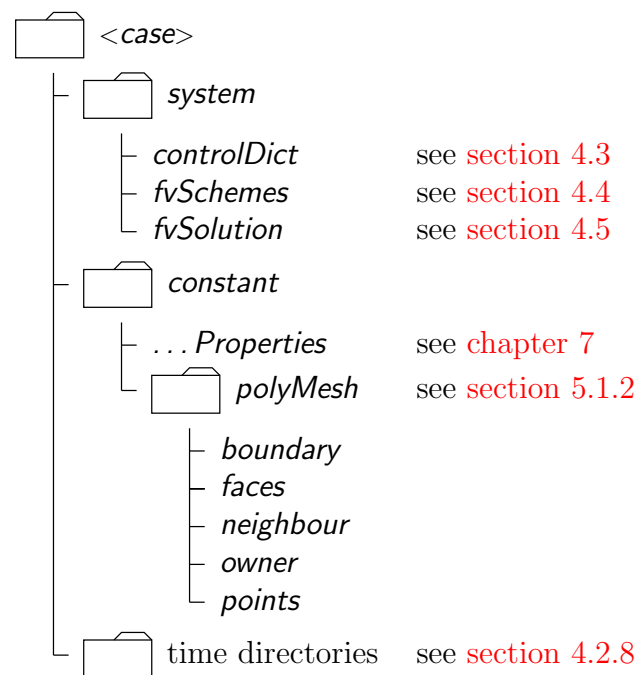 <case>
system
controlDict see section 4.3
fvSchemes see section 4.4
fvSolution see section 4.5
constant
...Properties see chapter 7
polyMesh see section 5.1.2
boundary
faces
neighbour
owner
points
time directories see section 4.2.8